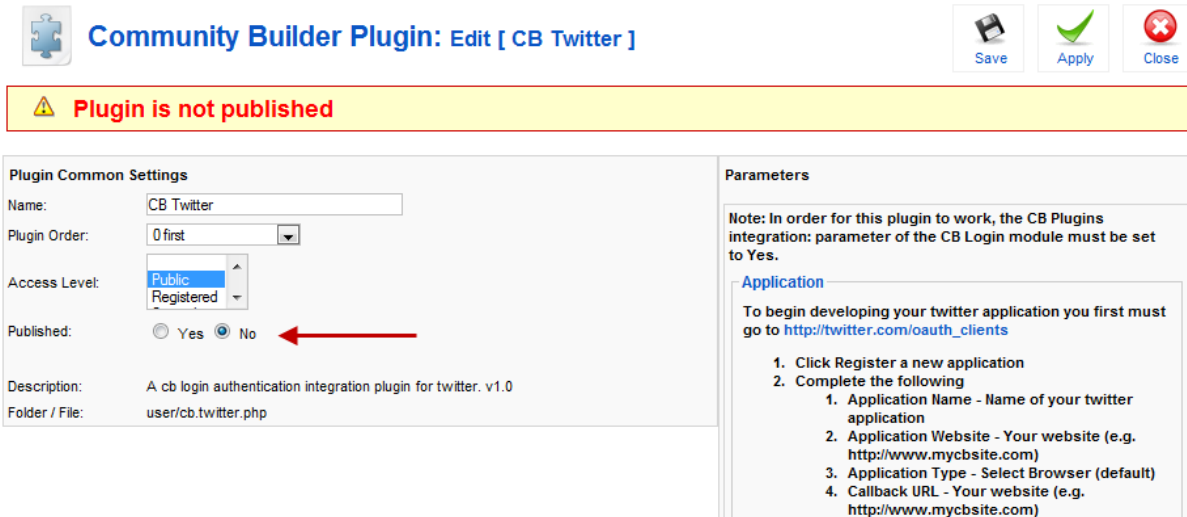 Community Builder Plugin: Edit [ CB Twitter ]
Save
Apply
Close
Plugin is not published
Plugin Common Settings
Name:
CB Twitter
Plugin Order:
0 first
Access Level:
Public
Registered
Published:
Yes
No
Description:
A cb login authentication integration plugin for twitter. v1.0
Folder / File:
user/cb.twitter.php
Parameters
Note: In order for this plugin to work, the CB Plugins
integration: parameter of the CB Login module must be set
to Yes.
Application
To begin developing your twitter application you first must
go to http://twitter.com/oauth_clients
1. Click Register a new application
2. Complete the following
1. Application Name - Name of your twitter
application
2. Application Website - Your website (e.g.
http://www.mycbsite.com)
3. Application Type - Select Browser (default)
4. Callback URL - Your website (e.g.
http://www.mycbsite.com)